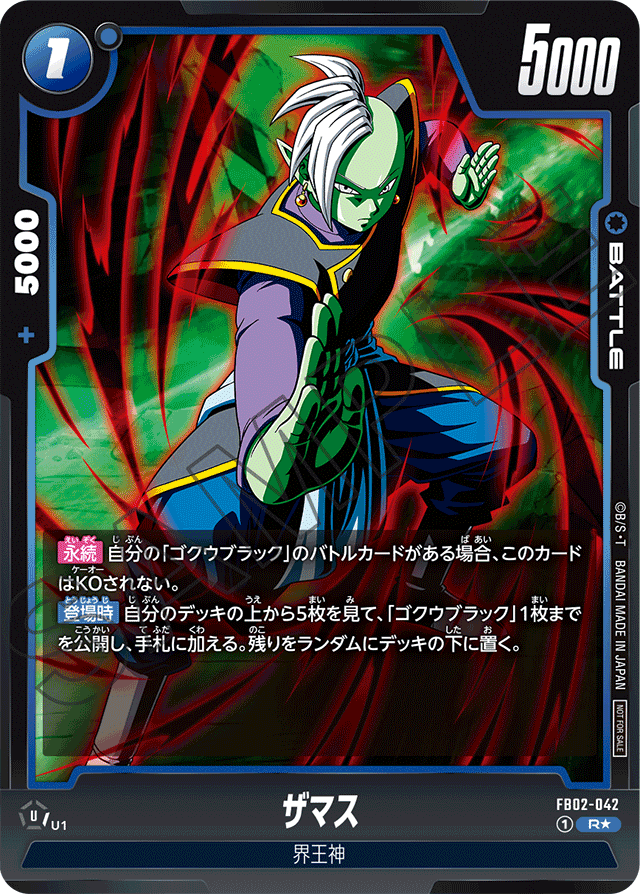 1
5000
+ 5000
BATTLE
SAMPLE
永続 自分の「ゴクウブラック」のバトルカードがある場合、このカード
はKOされない。
登場時 自分のデッキの上から5枚を見て、「ゴクウブラック」1枚まで
を公開し、手札に加える。残りをランダムにデッキの下に置く。
©B/S・T BANDAI MADE IN JAPAN
NOT FOR SALE
U U1
ザマス
FB02-042
1 R★
界王神